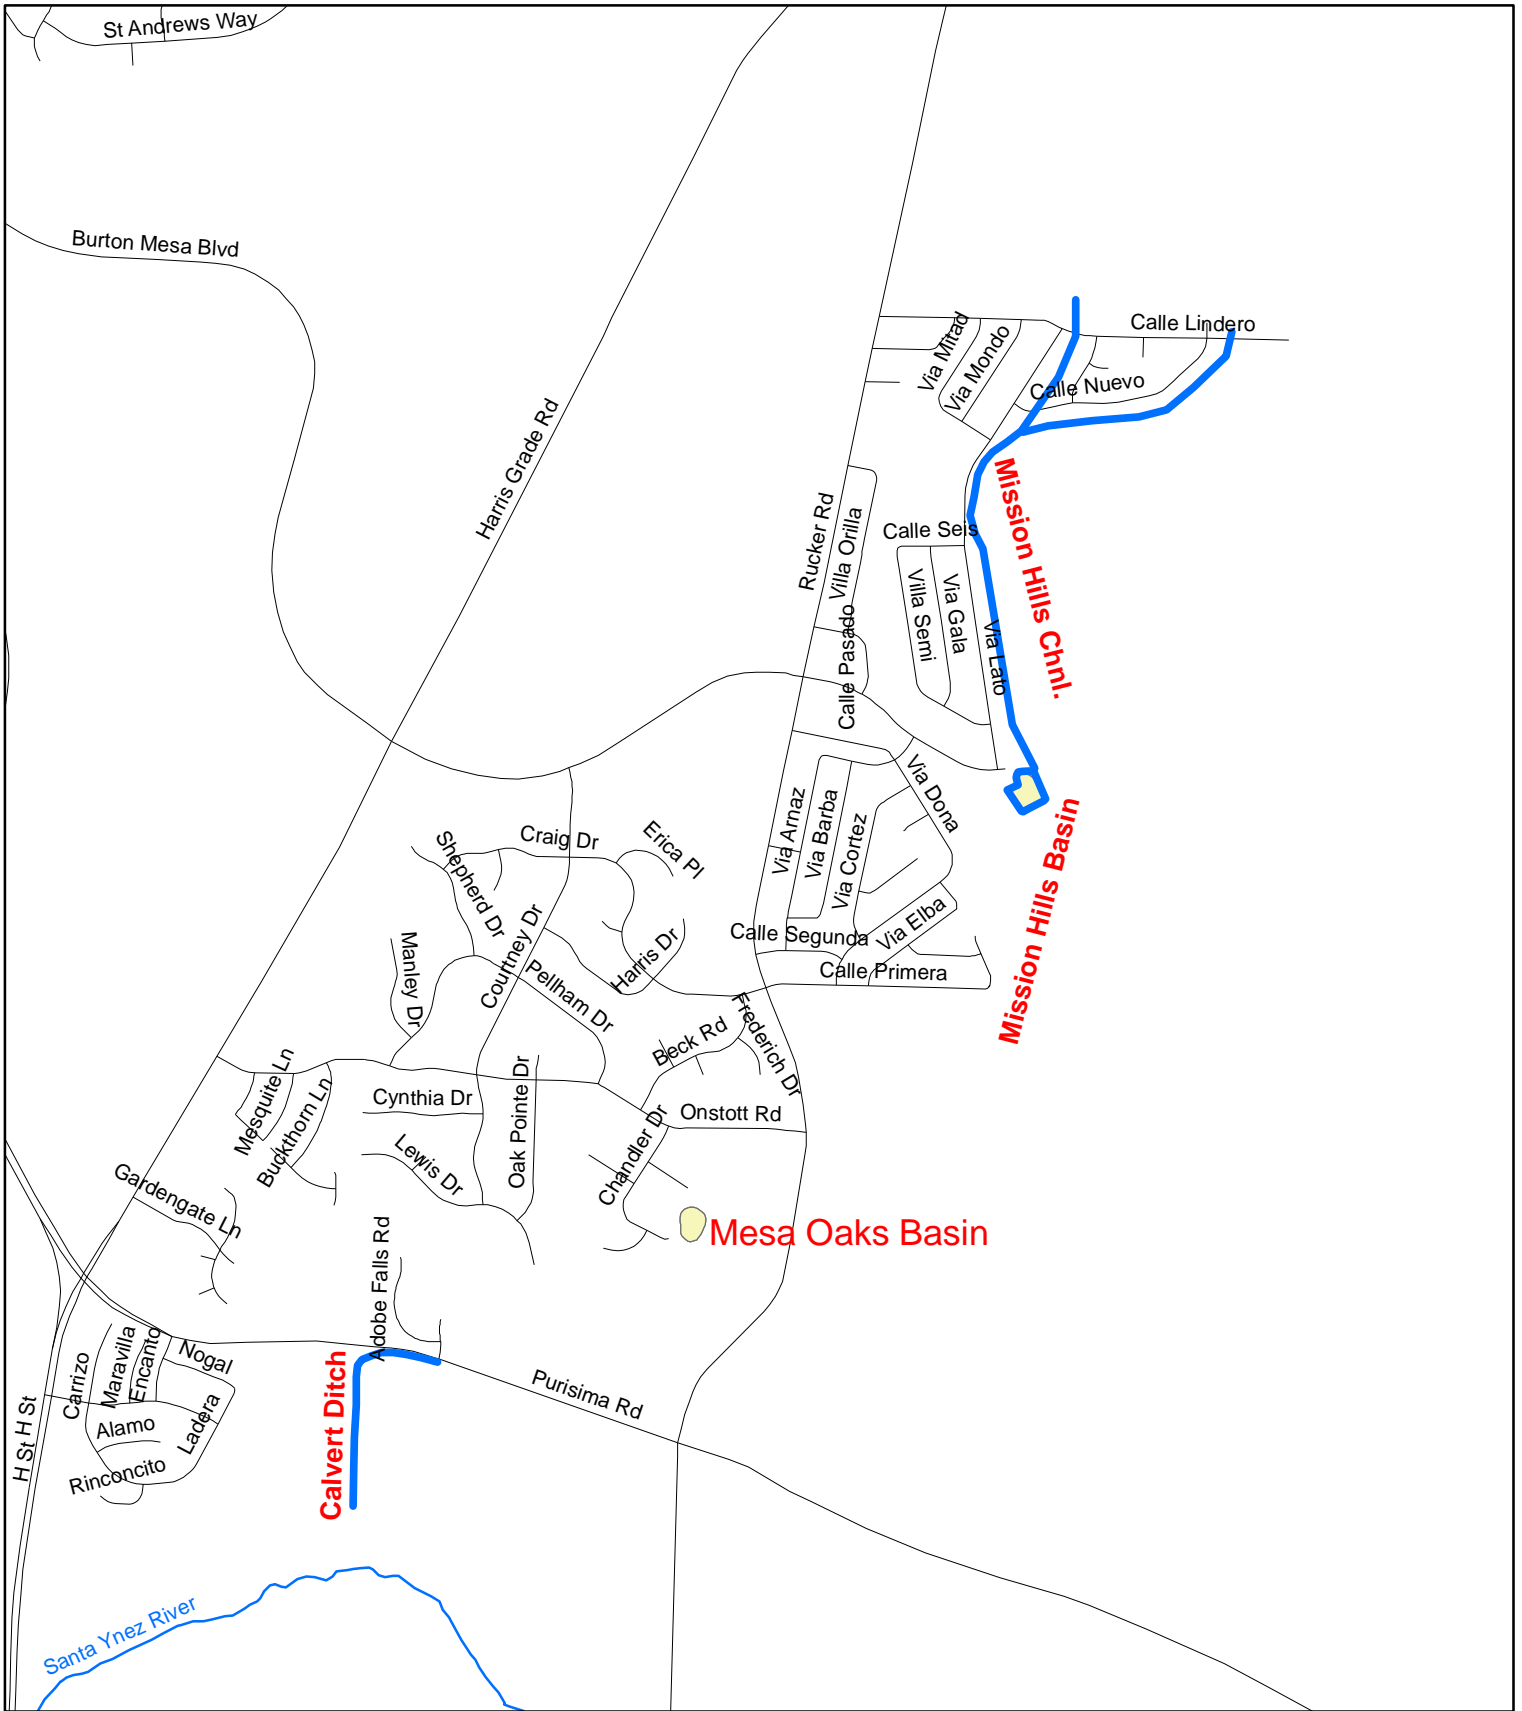 St Andrews Way
Burton Mesa Blvd
Calle Lindero
Via Mitad
Via Mondo
Calle Nuevo
Harris Grade Rd
Mission Hills Chnl.
Rucker Rd
Villa Orilla
Calle Seis
Villa Semi
Via Gala
Calle Pasado
Via Lato
Via Dona
Via Arnaz
Via Barba
Via Cortez
Mission Hills Basin
Craig Dr
Erica Pl
Shepherd Dr
Courtney Dr
Via Elba
Calle Segunda
Manley Dr
Harris Dr
Pellham Dr
Calle Primera
Frederich Dr
Beck Rd
Mesquite Ln
Buckthorn Ln
Cynthia Dr
Oak Pointe Dr
Onstott Rd
Chandler Dr
Lewis Dr
Gardengate Ln
Mesa Oaks Basin
Adobe Falls Rd
Carrizo
Maravilla
Encanto
Nogal
Calvert Ditch
Purisima Rd
H St H St
Alamo
Ladera
Rinconcito
Santa Ynez River